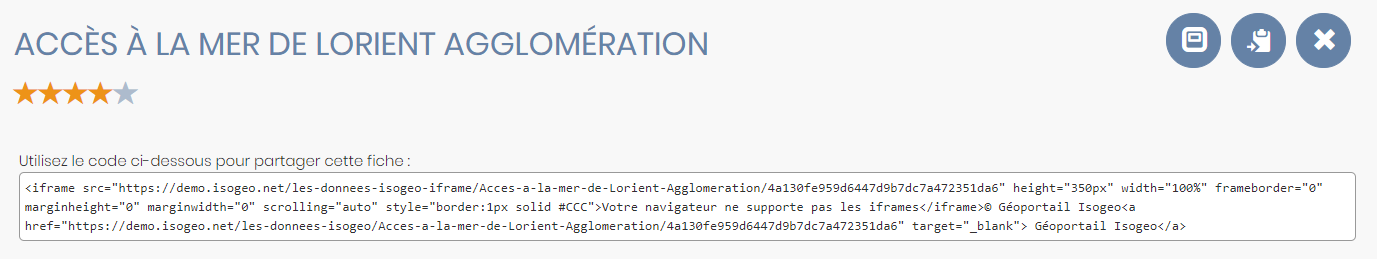 ACCÈS À LA MER DE LORIENT AGGLOMÉRATION
Utilisez le code ci-dessous pour partager cette fiche :
<iframe src="https://demo.isogeo.net/les-donnees-isogeo-iframe/Acces-a-la-mer-de-Lorient-Agglomeration/4a130fe959d6447d9b7dc7a472351da6" height="350px" width="100%" frameborder="0"
marginheight="0" marginwidth="0" scrolling="auto" style="border:1px solid #CCC">Votre navigateur ne supporte pas les iframes</iframe>© Géoportail Isogeo<a
href="https://demo.isogeo.net/les-donnees-isogeo/Acces-a-la-mer-de-Lorient-Agglomeration/4a130fe959d6447d9b7dc7a472351da6" target="_blank"> Géoportail Isogeo</a>